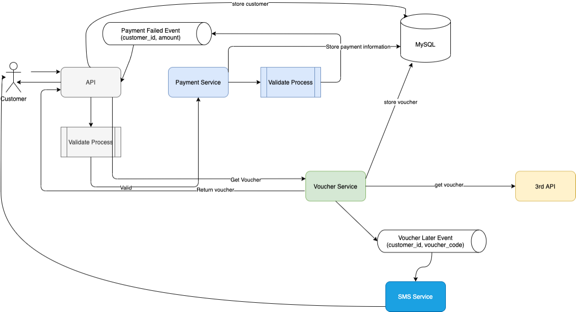 store customer
Payment Failed Event
(customer_id, amount)
MySQL
Store payment information
API
Payment Service
Validate Process
Customer
Validate Process
store voucher
Get Voucher
Valid
Return voucher
Voucher Service
get voucher
3rd API
Voucher Later Event
(customer_id, voucher_code)
SMS Service